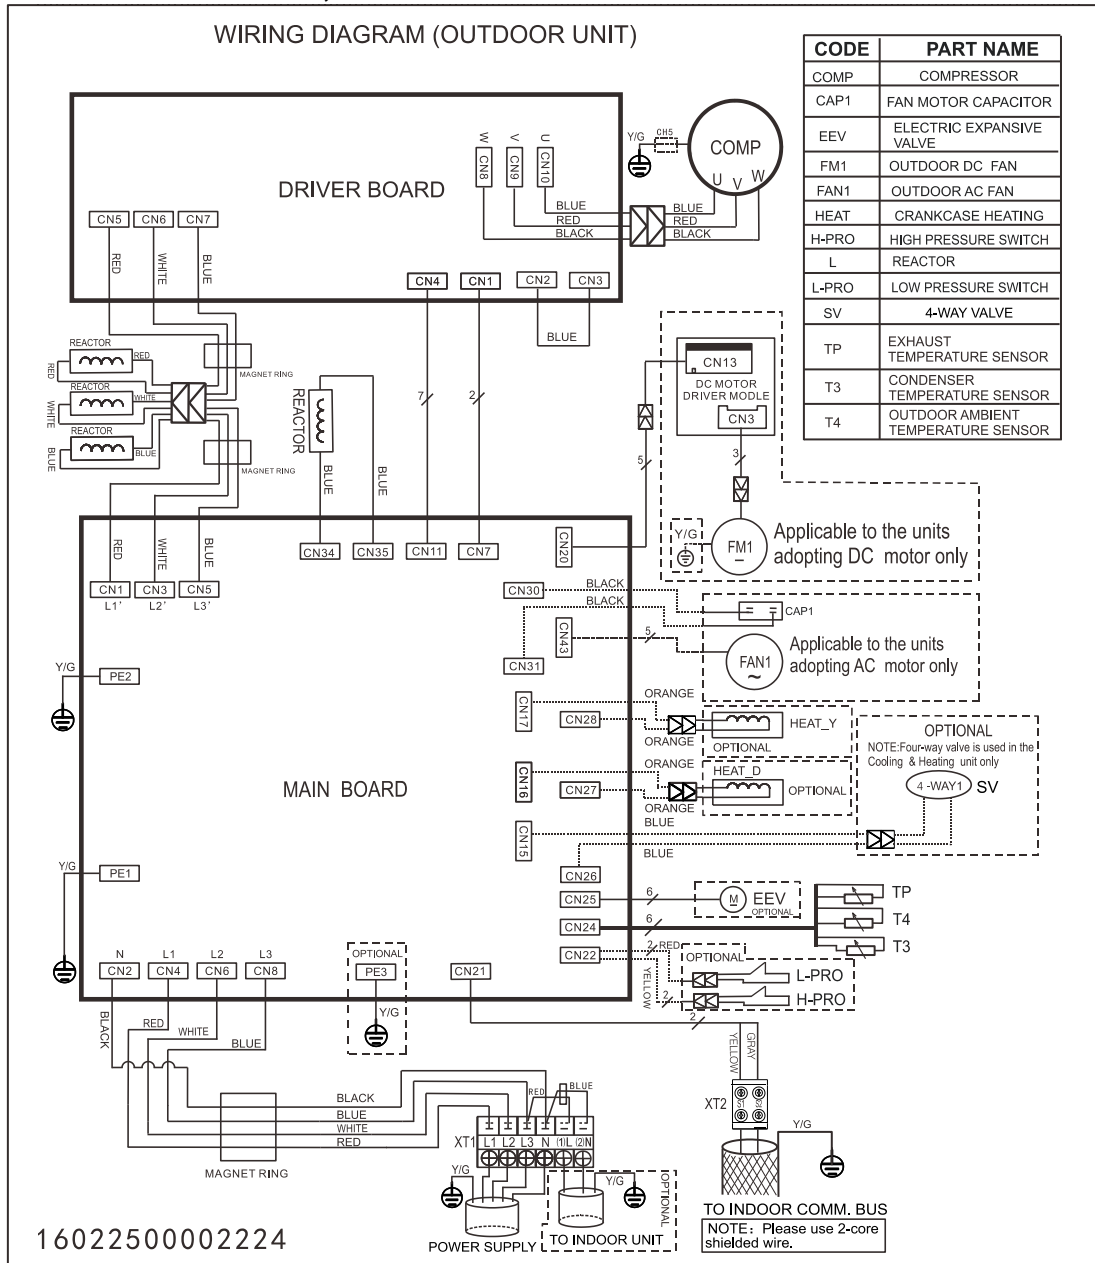 WIRING DIAGRAM (OUTDOOR UNIT)
CODE PART NAME
COMP COMPRESSOR
CAP1 FAN MOTOR CAPACITOR
EEV ELECTRIC EXPANSIVE
VALVE
FM1 OUTDOOR DC FAN
FAN1 OUTDOOR AC FAN
HEAT CRANKCASE HEATING
H-PRO HIGH PRESSURE SWITCH
L REACTOR
L-PRO LOW PRESSURE SWITCH
SV 4-WAY VALVE
TP EXHAUST
TEMPERATURE SENSOR
T3 CONDENSER
TEMPERATURE SENSOR
T4 OUTDOOR AMBIENT
TEMPERATURE SENSOR
DRIVER BOARD
W V U
CN8 CN9 CN10
Y/G CH5
COMP
U V W
BLUE BLUE
RED RED
BLACK BLACK
CN5 CN6 CN7
RED WHITE BLUE
CN4 CN1 CN2 CN3
BLUE
REACTOR
RED
RED
MAGNET RING
REACTOR
WHITE
WHITE
REACTOR
BLUE
BLUE
MAGNET RING
REACTOR
BLUE BLUE
7 2
CN13
DC MOTOR
DRIVER MODLE
CN3
5 3
Y/G
FM1
Applicable to the units
adopting DC motor only
RED WHITE BLUE
CN1 CN3 CN5
L1' L2' L3'
CN34 CN35 CN11 CN7
CN20
CN30 BLACK
BLACK
CAP1
CN43 5
CN31
FAN1
~
Applicable to the units
adopting AC motor only
Y/G
PE2
CN17
ORANGE
CN28
ORANGE
HEAT_Y
OPTIONAL
MAIN BOARD
CN16
ORANGE
CN27
ORANGE
HEAT_D
OPTIONAL
OPTIONAL
NOTE:Four-way valve is used in the
Cooling & Heating unit only
4 -WAY1 SV
BLUE
CN15
BLUE
CN26
Y/G
PE1
CN25 6
M EEV
OPTIONAL
CN24 6
TP
T4
T3
CN22 2 RED
YELLOW 2
OPTIONAL
L-PRO
H-PRO
N L1 L2 L3
CN2 CN4 CN6 CN8
OPTIONAL
PE3
Y/G
CN21
2
BLACK
RED
WHITE
BLUE
YELLOW GRAY
BLACK
BLUE
WHITE
RED
MAGNET RING
RED BLUE
XT1 L1 L2 L3 N (1)L (2)N
Y/G
Y/G
OPTIONAL
POWER SUPPLY
TO INDOOR UNIT
XT2 S1 S2
Y/G
TO INDOOR COMM. BUS
NOTE: Please use 2-core
shielded wire.
16022500002224